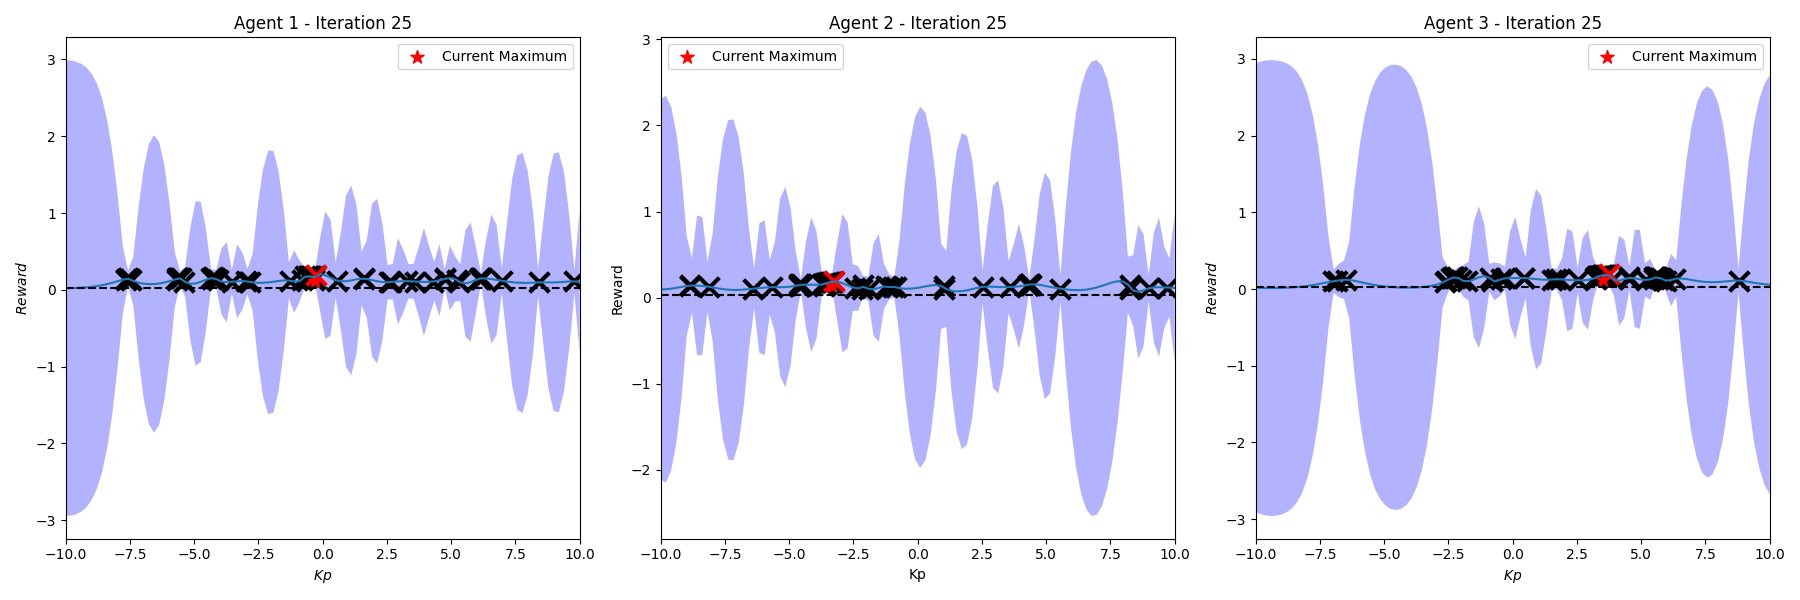 Agent 1 - Iteration 25
Reward
3
2
1
0
−1
−2
−3
Current Maximum
−10.0 −7.5 −5.0 −2.5 0.0 2.5 5.0 7.5 10.0
Kp
Agent 2 - Iteration 25
Reward
3
2
1
0
−1
−2
Current Maximum
−10.0 −7.5 −5.0 −2.5 0.0 2.5 5.0 7.5 10.0
Kp
Agent 3 - Iteration 25
Reward
3
2
1
0
−1
−2
−3
Current Maximum
−10.0 −7.5 −5.0 −2.5 0.0 2.5 5.0 7.5 10.0
Kp